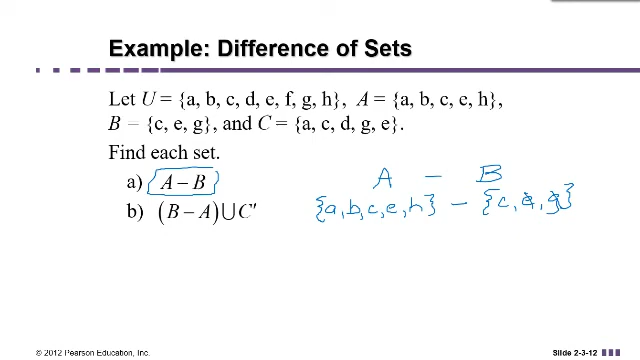 Example: Difference of Sets
Let U = {a, b, c, d, e, f, g, h}, A = {a, b, c, e, h},
B = {c, e, g}, and C = {a, c, d, g, e}.
Find each set.
a) A – B
A – B
b) (B – A) ⋃ C′
{a, b, c, e, h} – {c, e, g}
© 2012 Pearson Education, Inc.
Slide 2-3-12